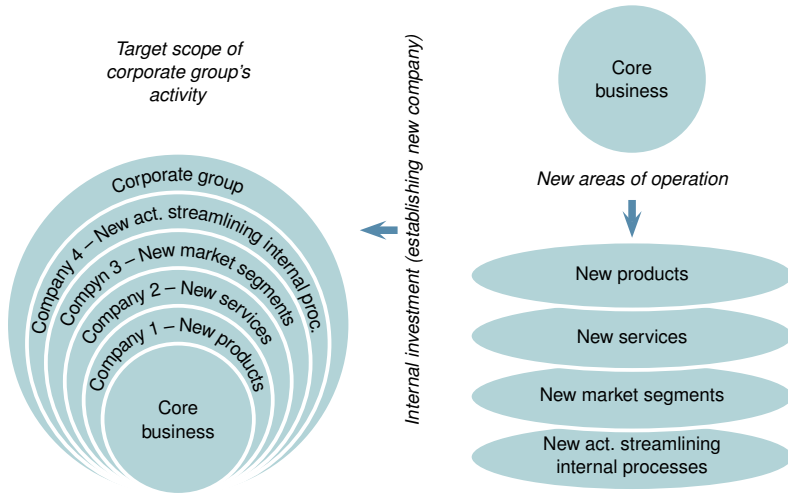 Target scope of
corporate group's
activity
Corporate group
Company 4 – New act. streamlining internal proc.
Compyn 3 – New market segments
Company 2 – New services
Company 1 – New products
Core
business
Internal investment (establishing new company)
Core
business
New areas of operation
New products
New services
New market segments
New act. streamlining
internal processes